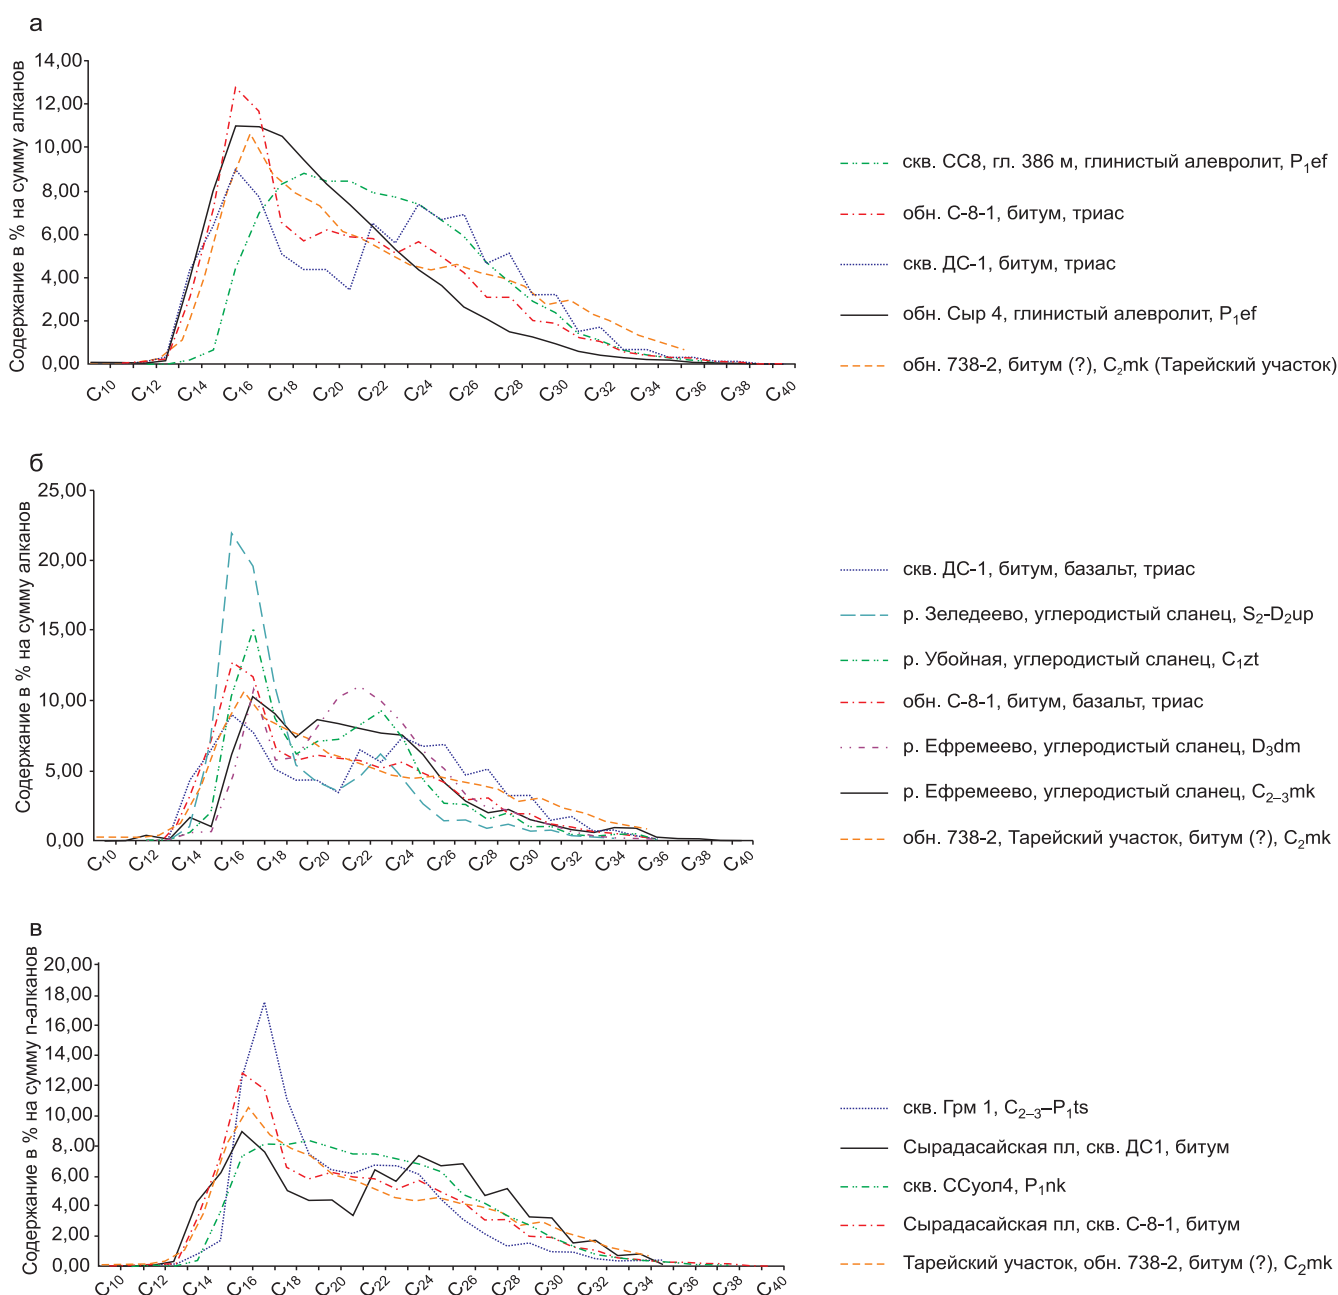 а
Содержание в % на сумму алканов
14,00
12,00
10,00
8,00
6,00
4,00
2,00
0,00
C10 C12 C14 C16 C18 C20 C22 C24 C26 C28 C30 C32 C34 C36 C38 C40
скв. СС8, гл. 386 м, глинистый алевролит, P1ef
обн. С-8-1, битум, триас
скв. ДС-1, битум, триас
обн. Сыр 4, глинистый алевролит, P1ef
обн. 738-2, битум (?), C2mk (Тарейский участок)
б
Содержание в % на сумму алканов
25,00
20,00
15,00
10,00
5,00
0,00
C10 C12 C14 C16 C18 C20 C22 C24 C26 C28 C30 C32 C34 C36 C38 C40
скв. ДС-1, битум, базальт, триас
р. Зеледеево, углеродистый сланец, S2-D2up
р. Убойная, углеродистый сланец, C1zt
обн. С-8-1, битум, базальт, триас
р. Ефремеево, углеродистый сланец, D3dm
р. Ефремеево, углеродистый сланец, C2–3mk
обн. 738-2, Тарейский участок, битум (?), C2mk
в
Содержание в % на сумму n-алканов
20,00
18,00
16,00
14,00
12,00
10,00
8,00
6,00
4,00
2,00
0,00
C10 C12 C14 C16 C18 C20 C22 C24 C26 C28 C30 C32 C34 C36 C38 C40
скв. Грм 1, C2–3–P1ts
Сырадасайская пл, скв. ДС1, битум
скв. ССуол4, P1nk
Сырадасайская пл, скв. С-8-1, битум
Тарейский участок, обн. 738-2, битум (?), C2mk